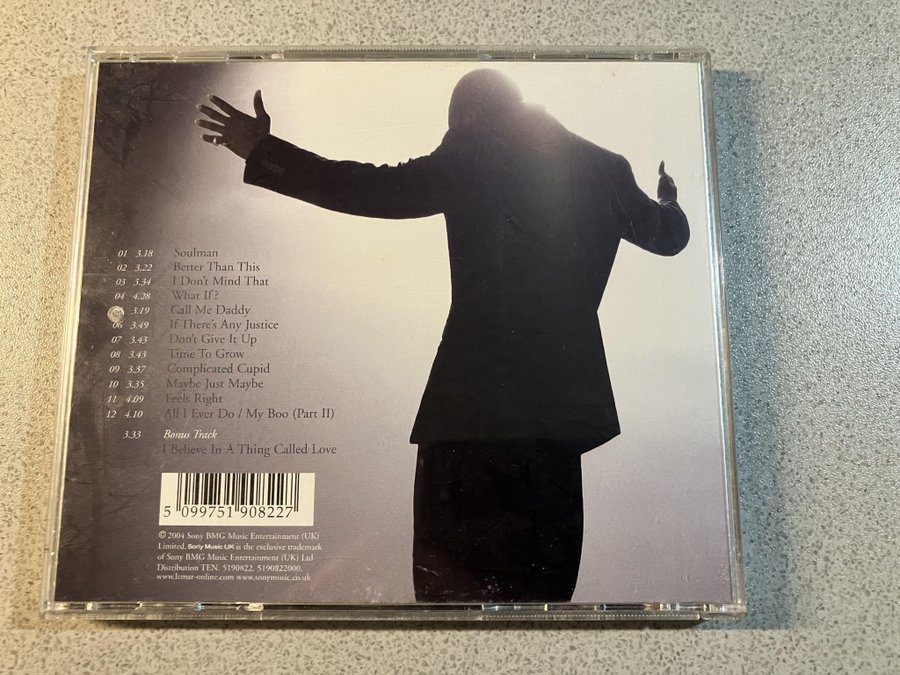 01 3.18 Soulman
02 3.22 Better Than This
03 3.34 I Don't Mind That
04 4.28 What If?
3.19 Call Me Daddy
06 3.49 If There's Any Justice
07 3.43 Don't Give It Up
08 3.43 Time To Grow
09 3.37 Complicated Cupid
10 3.35 Maybe Just Maybe
11 4.09 Feels Right
12 4.10 All I Ever Do / My Boo (Part II)
3.33 Bonus Track
I Believe In A Thing Called Love
5 099751 908227
© 2004 Sony BMG Music Entertainment (UK)
Limited. Sony Music UK is the exclusive trademark
of Sony BMG Music Entertainment (UK) Ltd
Distribution TEN. 5190822. 5190822000.
www.lemar-online.com www.sonymusic.co.uk